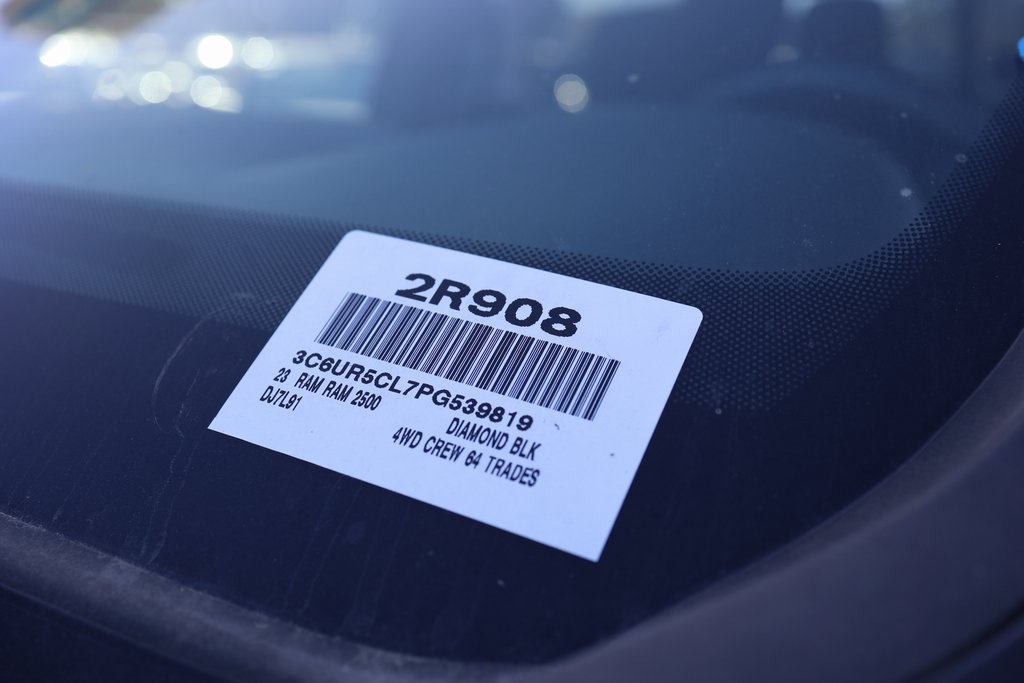 2R908
3C6UR5CL7PG539819
23 RAM RAM 2500
DJ7L91
DIAMOND BLK
4WD CREW 64 TRADES